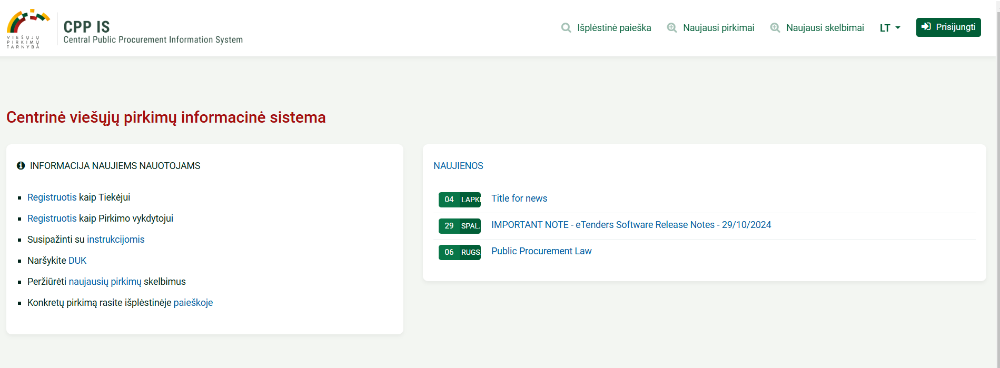 VIEŠŲJŲ
PIRKIMŲ
TARNYBA
CPP IS
Central Public Procurement Information System
Išplėstinė paieška
Naujausi pirkimai
Naujausi skelbimai
LT
Prisijungti
Centrinė viešųjų pirkimų informacinė sistema
INFORMACIJA NAUJIEMS NAUOTOJAMS
Registruotis kaip Tiekėjui
Registruotis kaip Pirkimo vykdytojui
Susipažinti su instrukcijomis
Naršykite DUK
Peržiūrėti naujausių pirkimų skelbimus
Konkretų pirkimą rasite išplėstinėje paieškoje
NAUJIENOS
04 LAPKI Title for news
29 SPAL. IMPORTANT NOTE - eTenders Software Release Notes - 29/10/2024
06 RUGS Public Procurement Law